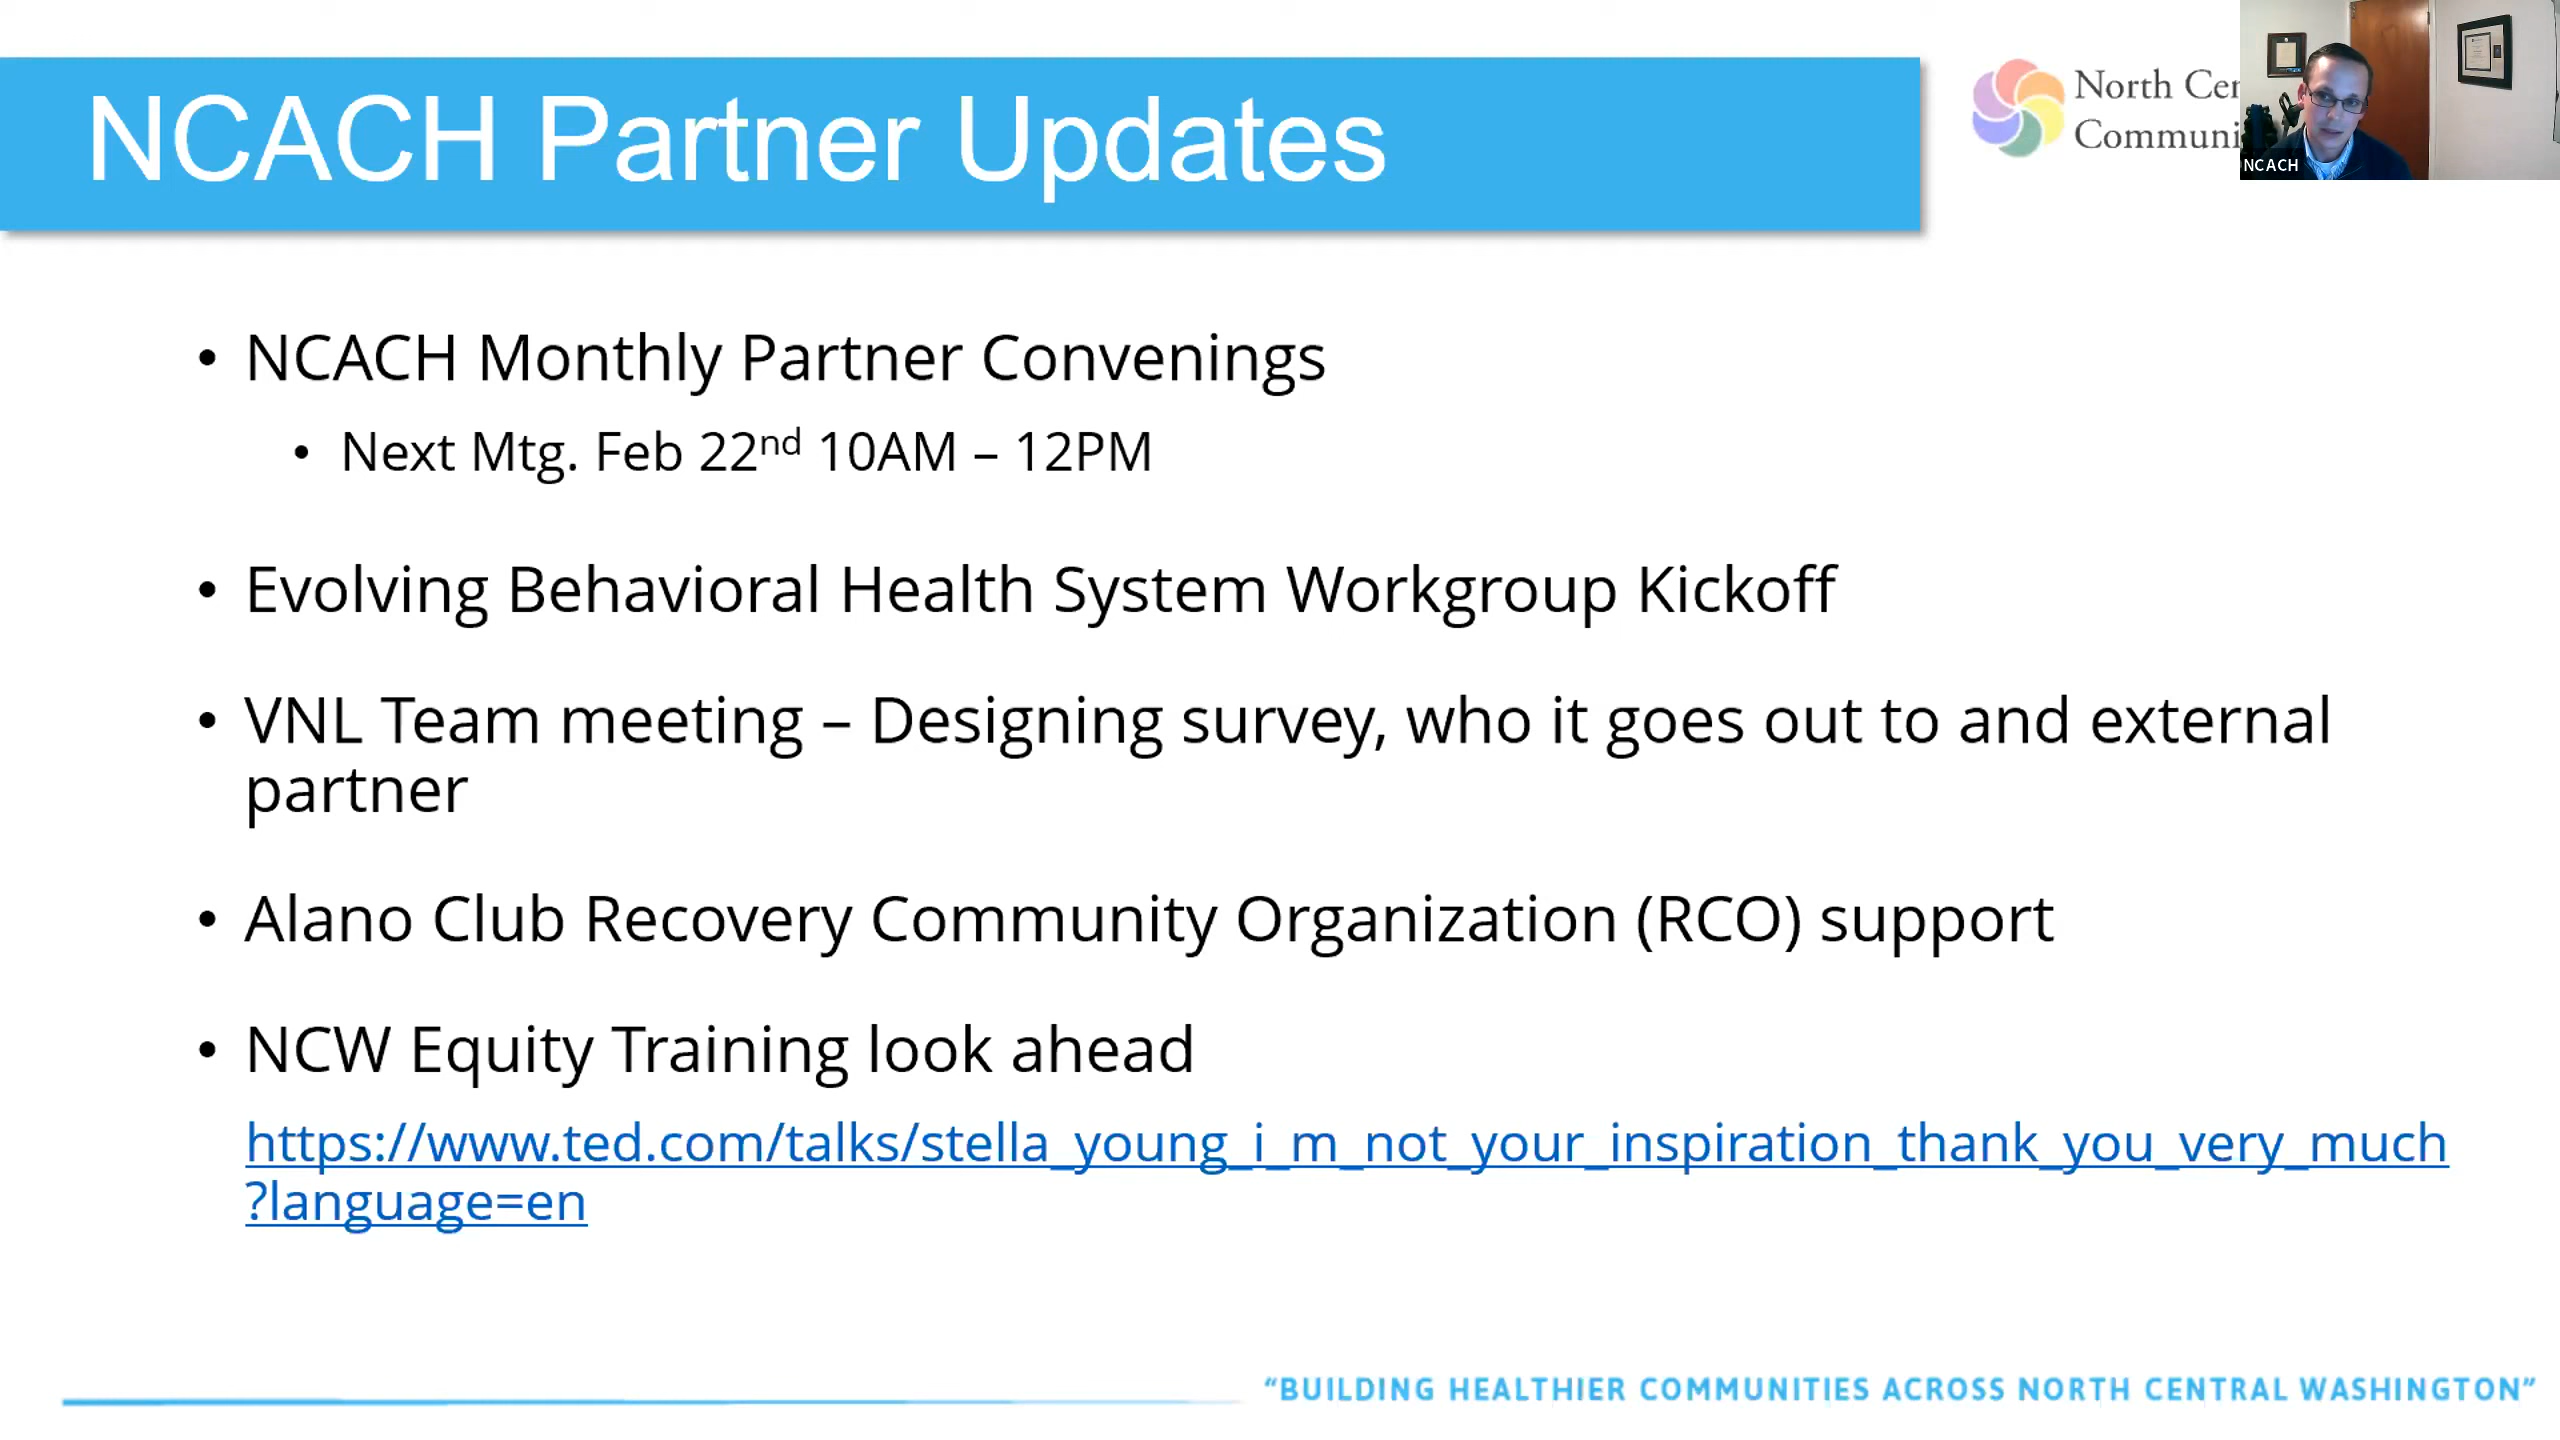 NCACH Partner Updates
North Cen
Communi
NCACH
• NCACH Monthly Partner Convenings
• Next Mtg. Feb 22nd 10AM – 12PM
• Evolving Behavioral Health System Workgroup Kickoff
• VNL Team meeting – Designing survey, who it goes out to and external
partner
• Alano Club Recovery Community Organization (RCO) support
• NCW Equity Training look ahead
https://www.ted.com/talks/stella_young_i_m_not_your_inspiration_thank_you_very_much
?language=en
“BUILDING HEALTHIER COMMUNITIES ACROSS NORTH CENTRAL WASHINGTON”